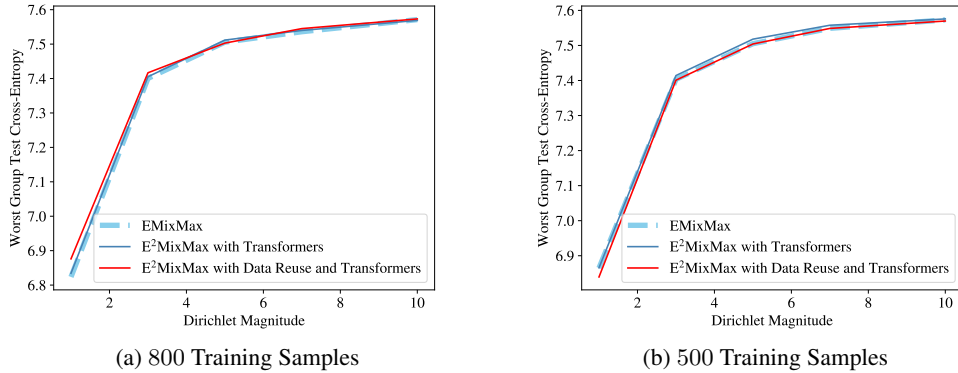 Worst Group Test Cross-Entropy
7.6
7.5
7.4
7.3
7.2
7.1
7.0
6.9
6.8
EMixMax
E²MixMax with Transformers
E²MixMax with Data Reuse and Transformers
2 4 6 8 10
Dirichlet Magnitude
(a) 800 Training Samples
Worst Group Test Cross-Entropy
7.6
7.5
7.4
7.3
7.2
7.1
7.0
6.9
EMixMax
E²MixMax with Transformers
E²MixMax with Data Reuse and Transformers
2 4 6 8 10
Dirichlet Magnitude
(b) 500 Training Samples